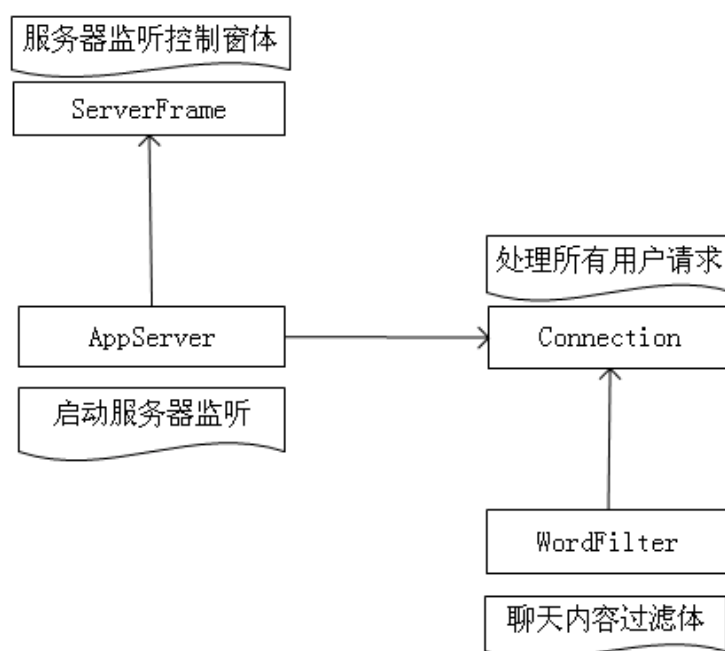 服务器监听控制窗体
ServerFrame
处理所有用户请求
AppServer
Connection
启动服务器监听
WordFilter
聊天内容过滤体